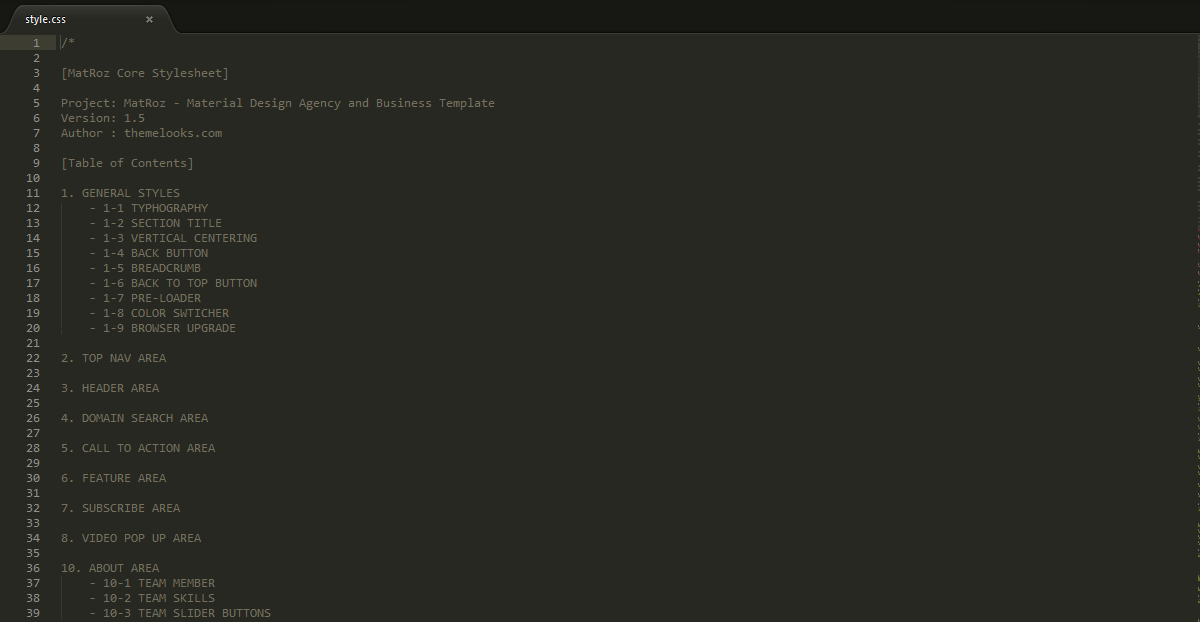 style.css ×
1 /*
2
3 [MatRoz Core Stylesheet]
4
5 Project: MatRoz - Material Design Agency and Business Template
6 Version: 1.5
7 Author : themelooks.com
8
9 [Table of Contents]
10
11 1. GENERAL STYLES
12 - 1-1 TYPHOGRAPHY
13 - 1-2 SECTION TITLE
14 - 1-3 VERTICAL CENTERING
15 - 1-4 BACK BUTTON
16 - 1-5 BREADCRUMB
17 - 1-6 BACK TO TOP BUTTON
18 - 1-7 PRE-LOADER
19 - 1-8 COLOR SWTICHER
20 - 1-9 BROWSER UPGRADE
21
22 2. TOP NAV AREA
23
24 3. HEADER AREA
25
26 4. DOMAIN SEARCH AREA
27
28 5. CALL TO ACTION AREA
29
30 6. FEATURE AREA
31
32 7. SUBSCRIBE AREA
33
34 8. VIDEO POP UP AREA
35
36 10. ABOUT AREA
37 - 10-1 TEAM MEMBER
38 - 10-2 TEAM SKILLS
39 - 10-3 TEAM SLIDER BUTTONS